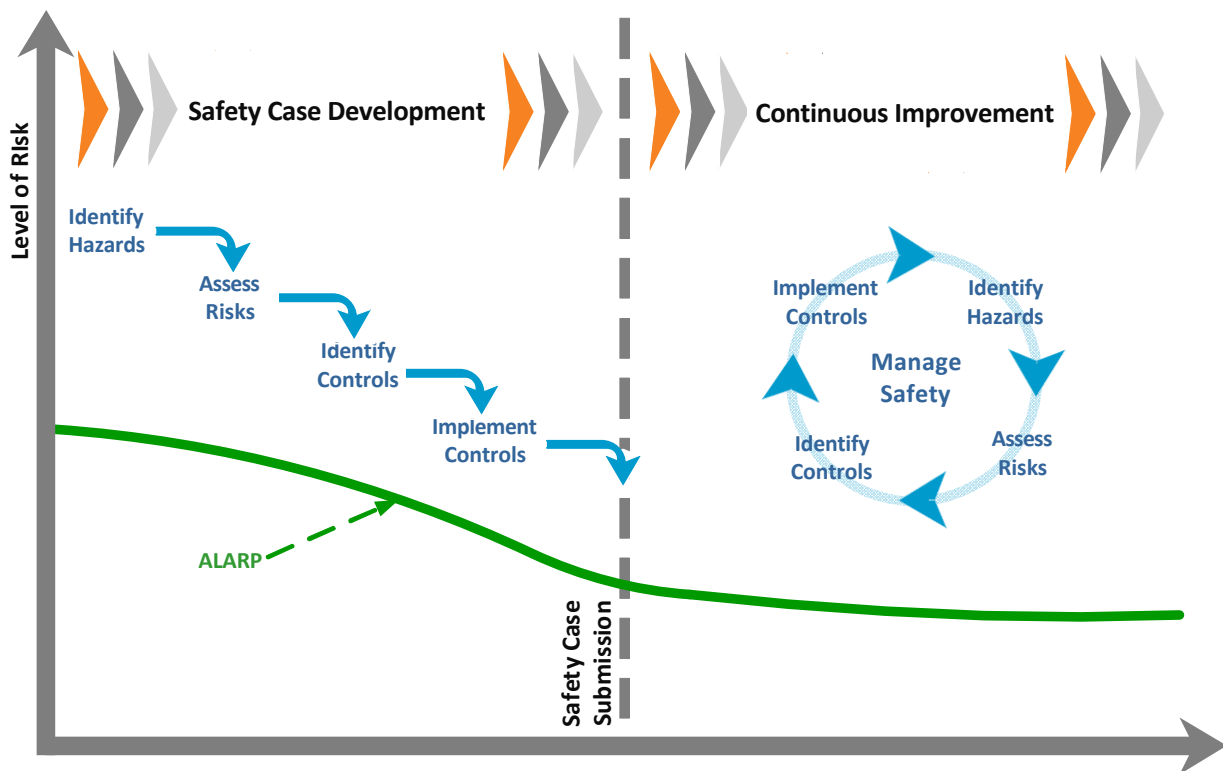 Level of Risk
Safety Case Development
Continuous Improvement
Identify
Hazards
Assess
Risks
Identify
Controls
Implement
Controls
ALARP
Safety Case
Submission
Implement
Controls
Identify
Hazards
Manage
Safety
Identify
Controls
Assess
Risks